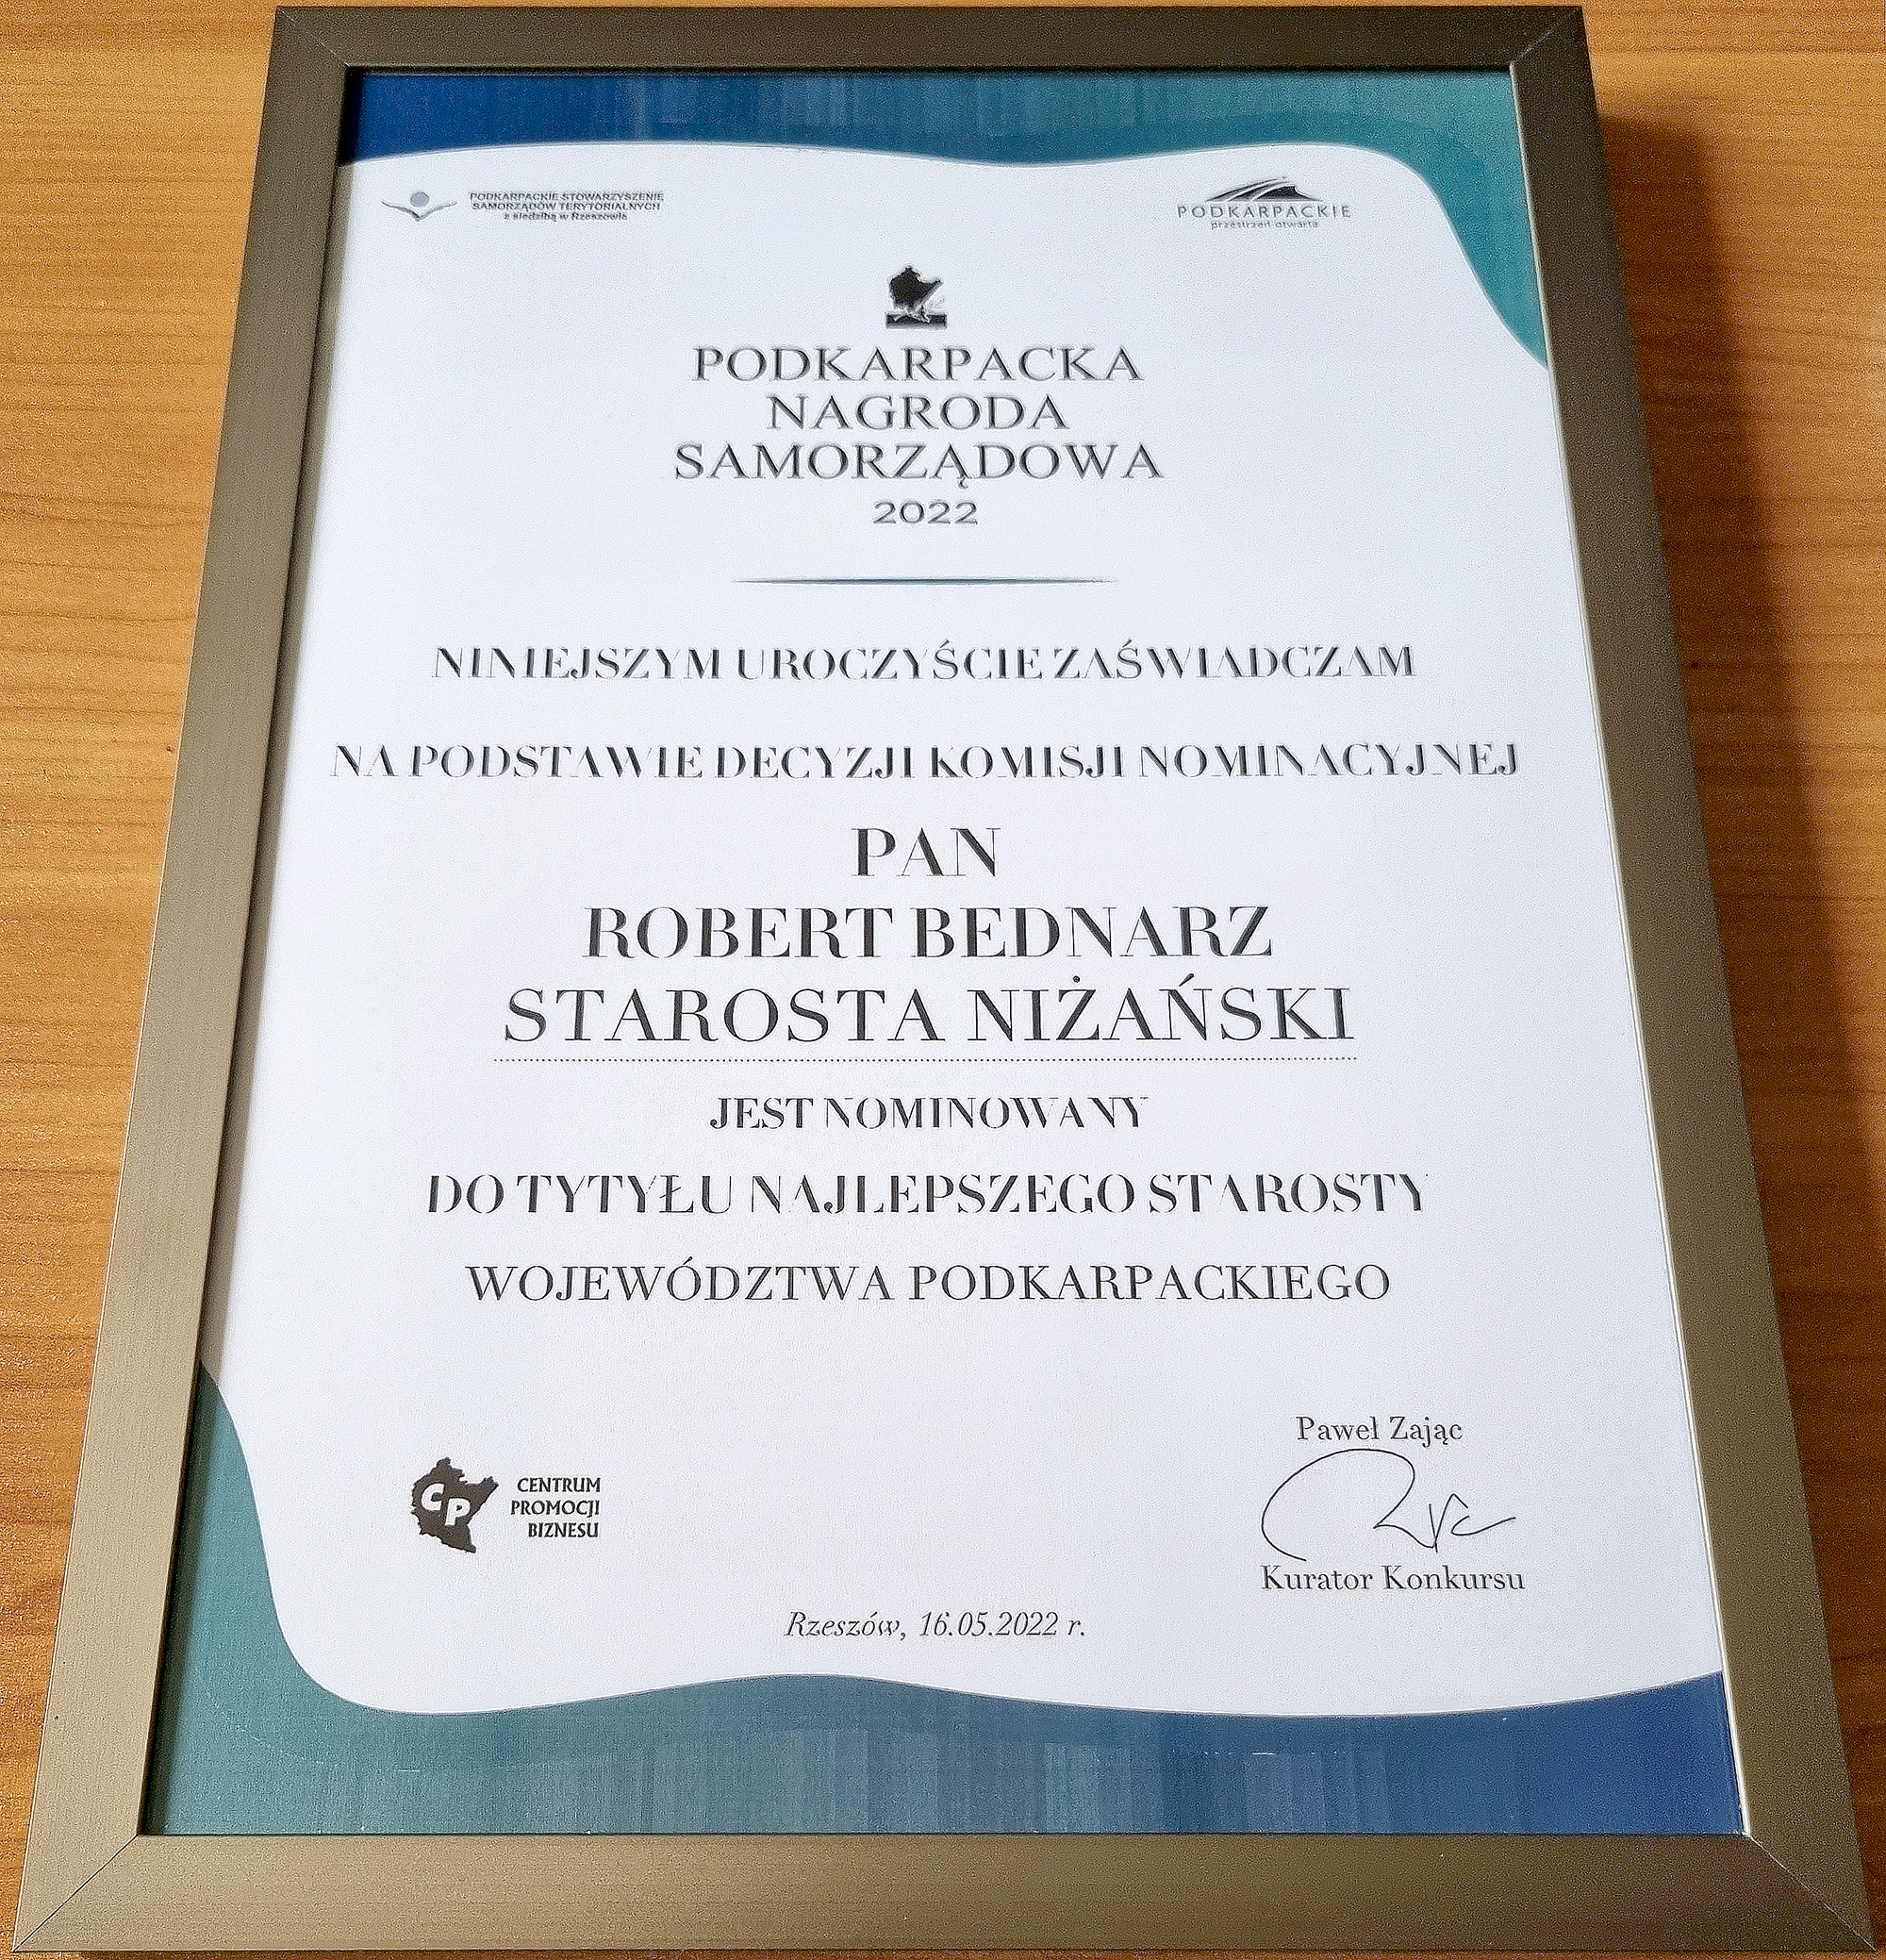 PODKARPACKIE STOWARZYSZENIE
SAMORZĄDÓW TERYTORIALNYCH
z siedzibą w Rzeszowie
PODKARPACKIE
przestrzeń otwarta
PODKARPACKA
NAGRODA
SAMORZĄDOWA
2022
NINIEJSZYM UROCZYŚCIE ZAŚWIADCZAM
NA PODSTAWIE DECYZJI KOMISJI NOMINACYJNEJ
PAN
ROBERT BEDNARZ
STAROSTA NIŻAŃSKI
JEST NOMINOWANY
DO TYTYŁU NAJLEPSZEGO STAROSTY
WOJEWÓDZTWA PODKARPACKIEGO
Paweł Zając
CP
CENTRUM
PROMOCJI
BIZNESU
Kurator Konkursu
Rzeszów, 16.05.2022 r.